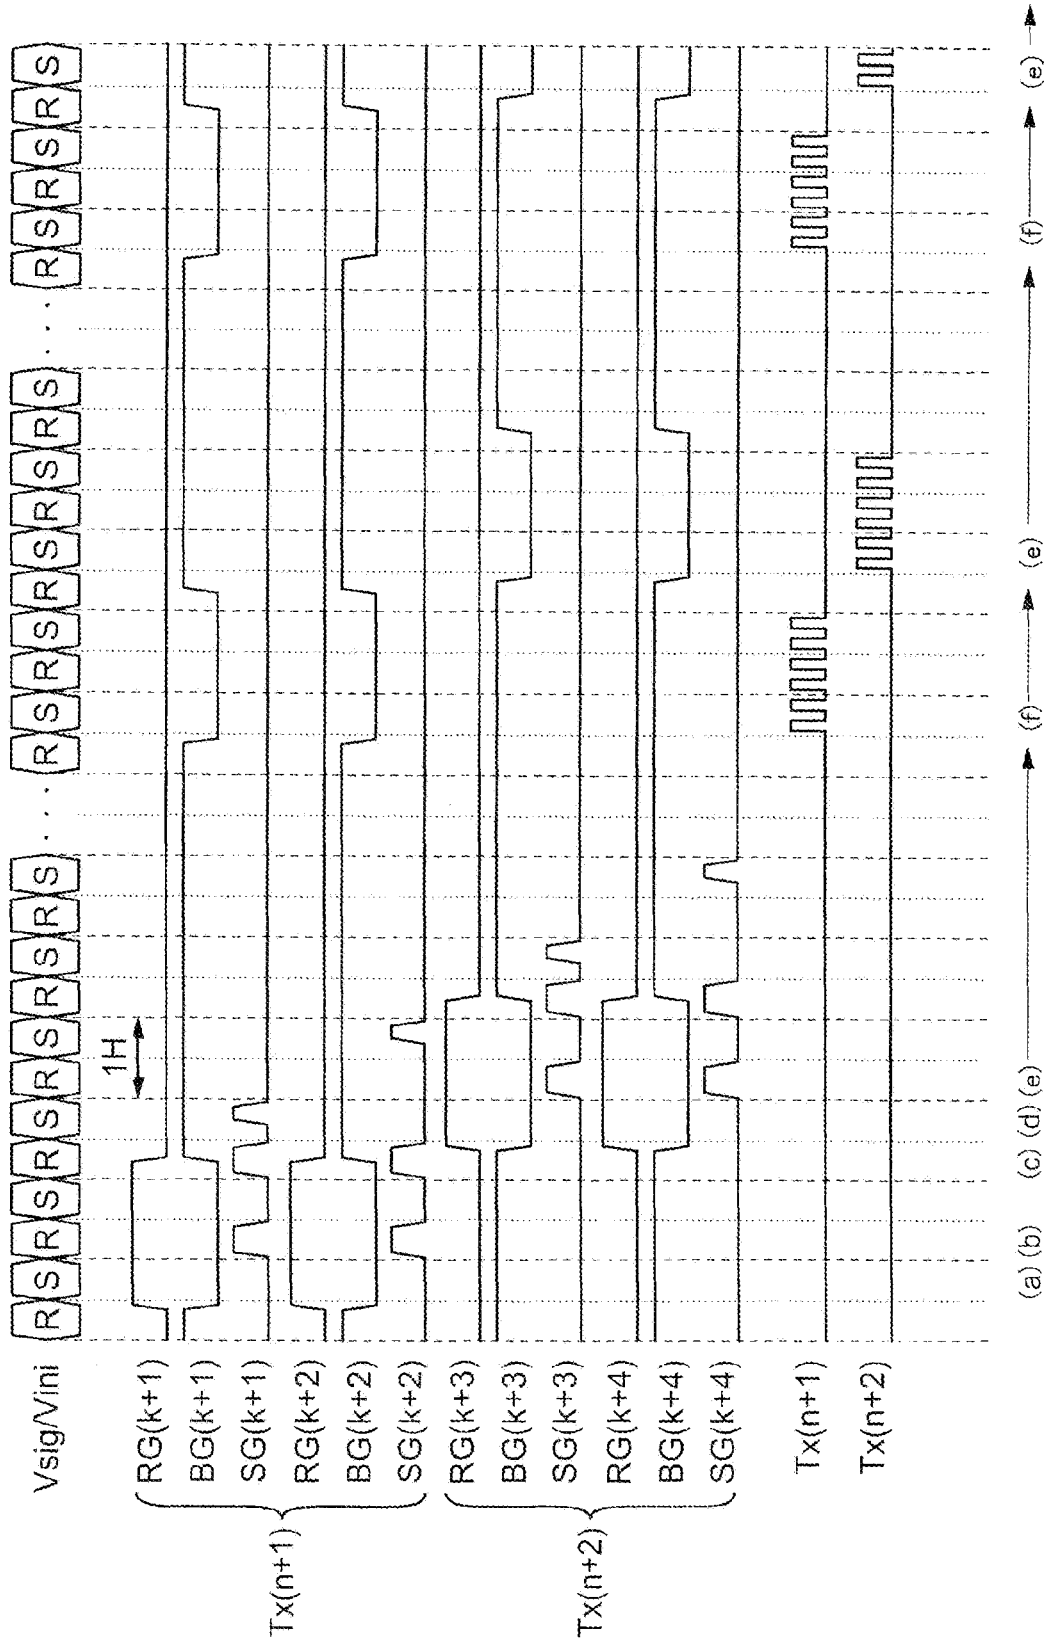 Vsig/Vini R S R S R S R S R S R S ... R S R S R S R S R S ... R S R S R S
1H
RG(k+1)
BG(k+1)
SG(k+1)
Tx(n+1)
RG(k+2)
BG(k+2)
SG(k+2)
RG(k+3)
BG(k+3)
SG(k+3)
Tx(n+2)
RG(k+4)
BG(k+4)
SG(k+4)
Tx(n+1)
Tx(n+2)
(a) (b) (c) (d) (e) (f) (e) (f) (e)